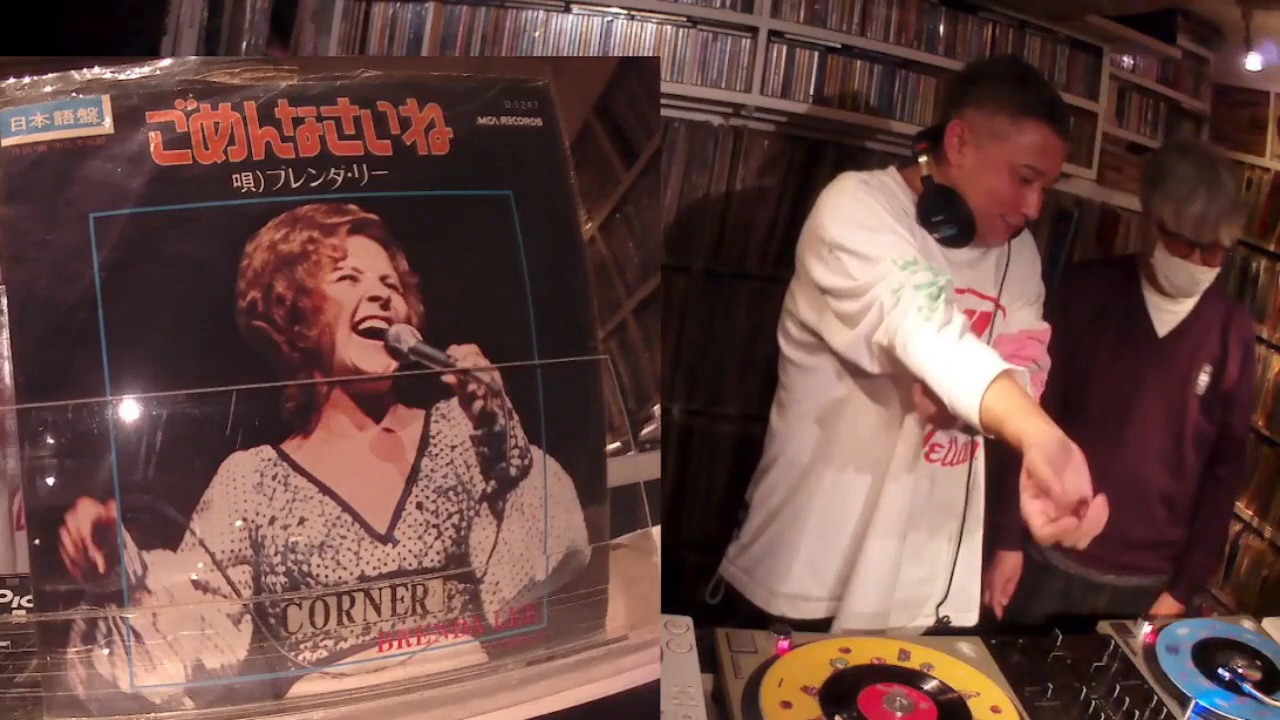 日本語盤
ごめんなさいね
唄)ブレンダ・リー
D-1247
MCA RECORDS
CORNER
BRENDA LEE